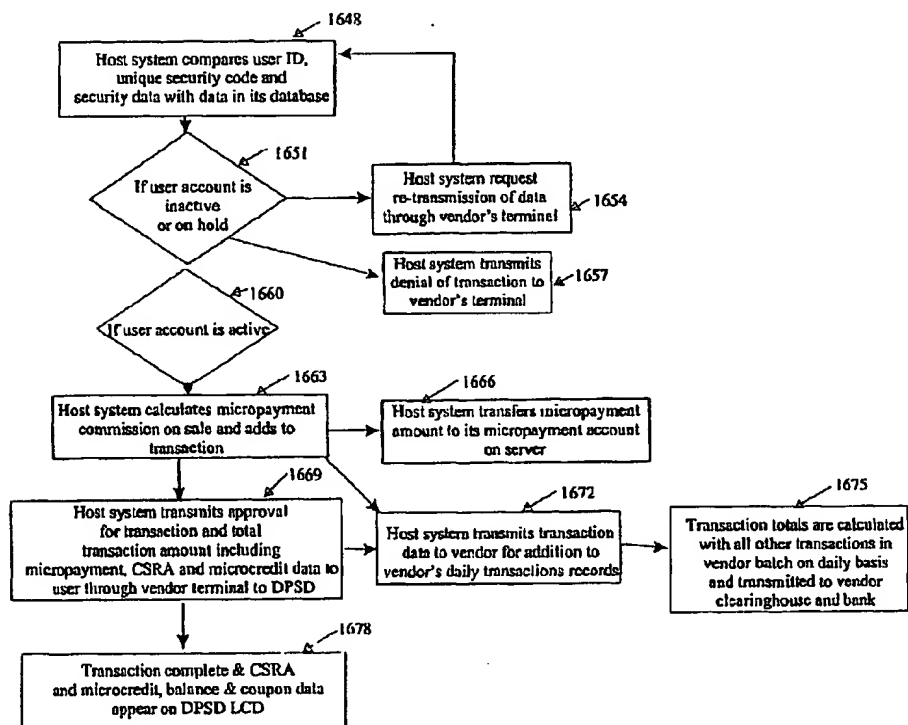 1648
Host system compares user ID,
unique security code and
security data with data in its database
1651
If user account is
inactive
or on hold
Host system request
re-transmission of data
through vendor's terminal
1654
Host system transmits
denial of transaction to
vendor's terminal
1657
1660
If user account is active
1663
Host system calculates micropayment
commission on sale and adds to
transaction
1666
Host system transfers micropayment
amount to its micropayment account
on server
1669
Host system transmits approval
for transaction and total
transaction amount including
micropayment, CSRA and microcredit data to
user through vendor terminal to DPSD
1672
Host system transmits transaction
data to vendor for addition to
vendor's daily transactions records
1675
Transaction totals are calculated
with all other transactions in
vendor batch on daily basis
and transmitted to vendor
clearinghouse and bank
1678
Transaction complete & CSRA
and microcredit, balance & coupon data
appear on DPSD LCD